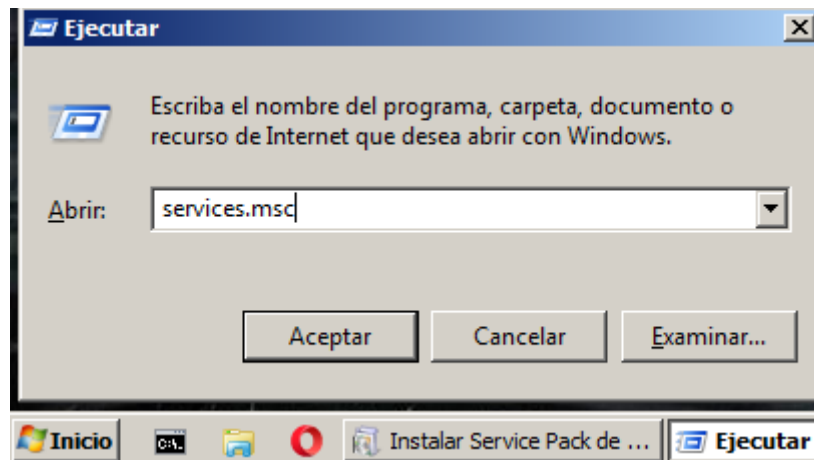 Ejecutar
Escriba el nombre del programa, carpeta, documento o
recurso de Internet que desea abrir con Windows.
Abrir:
services.msc
Aceptar
Cancelar
Examinar...
Inicio
C:\.
Instalar Service Pack de ...
Ejecutar